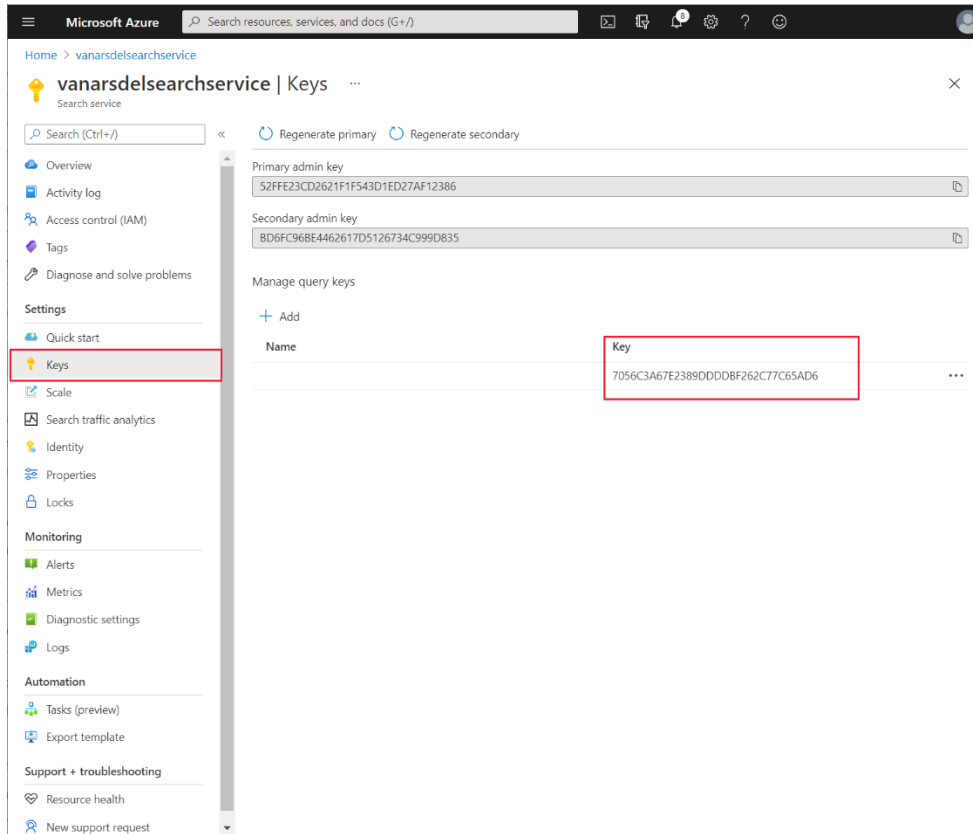 Microsoft Azure
Search resources, services, and docs (G+/)
8
?
Home > vanarsdelsearchservice
vanarsdelsearchservice | Keys ...
Search service
Search (Ctrl+/)
«
Regenerate primary
Regenerate secondary
Overview
Activity log
Access control (IAM)
Tags
Diagnose and solve problems
Settings
Quick start
Keys
Scale
Search traffic analytics
Identity
Properties
Locks
Monitoring
Alerts
Metrics
Diagnostic settings
Logs
Automation
Tasks (preview)
Export template
Support + troubleshooting
Resource health
New support request
Primary admin key
52FFE23CD2621F1F543D1ED27AF12386
Secondary admin key
BD6FC96BE4462617D5126734C999D835
Manage query keys
+ Add
Name
Key
7056C3A67E2389DDDDBF262C77C65AD6
...